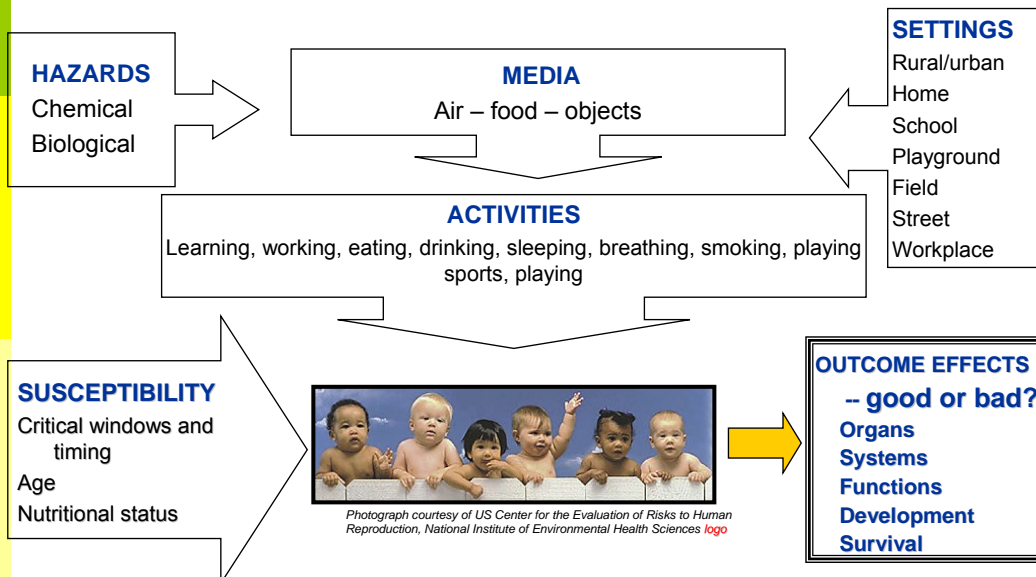 HAZARDS
Chemical
Biological
MEDIA
Air – food – objects
SETTINGS
Rural/urban
Home
School
Playground
Field
Street
Workplace
ACTIVITIES
Learning, working, eating, drinking, sleeping, breathing, smoking, playing
sports, playing
SUSCEPTIBILITY
Critical windows and
timing
Age
Nutritional status
Photograph courtesy of US Center for the Evaluation of Risks to Human
Reproduction, National Institute of Environmental Health Sciences logo
OUTCOME EFFECTS
-- good or bad?
Organs
Systems
Functions
Development
Survival